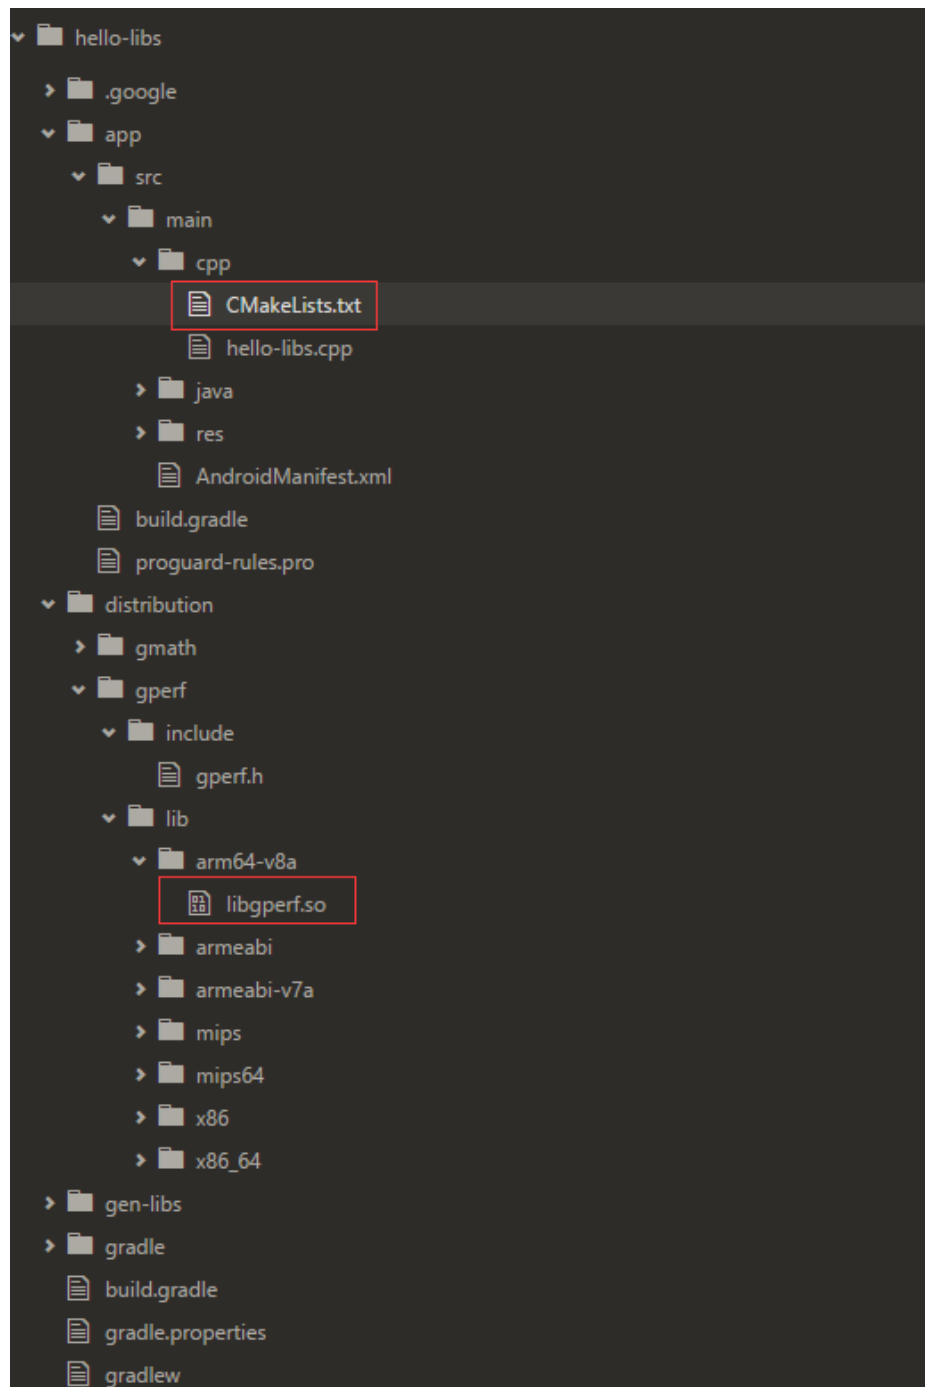 hello-libs
.google
app
src
main
cpp
CMakeLists.txt
hello-libs.cpp
java
res
AndroidManifest.xml
build.gradle
proguard-rules.pro
distribution
gmath
gperf
include
gperf.h
lib
arm64-v8a
libgperf.so
armeabi
armeabi-v7a
mips
mips64
x86
x86_64
gen-libs
gradle
build.gradle
gradle.properties
gradlew